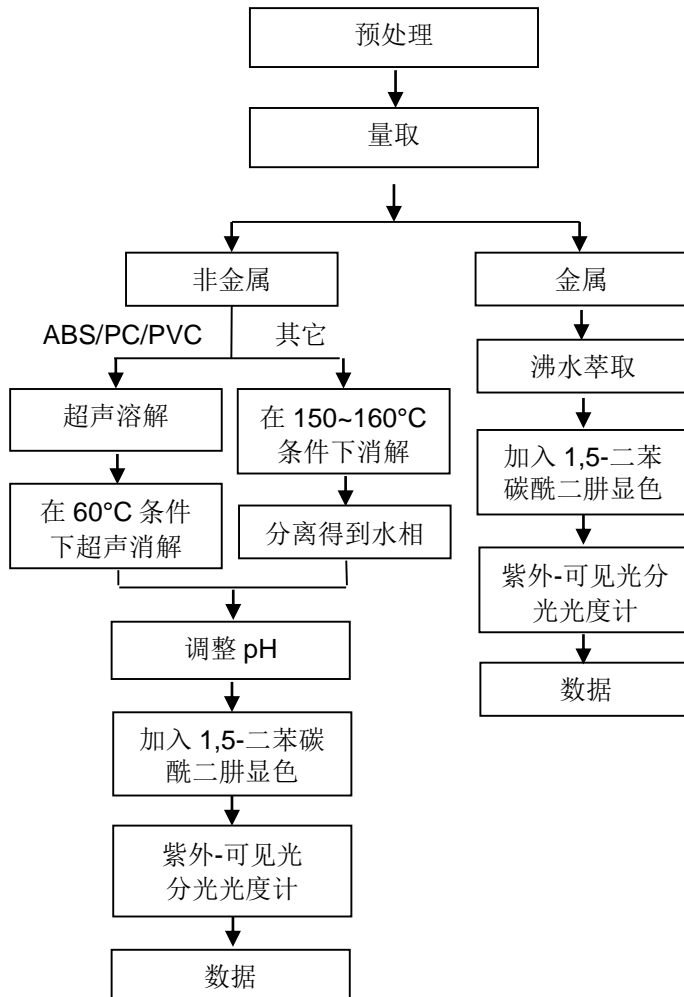 预处理
量取
非金属
ABS/PC/PVC
其它
超声溶解
在 60°C 条件
下超声消解
在 150~160°C
条件下消解
分离得到水相
调整 pH
加入 1,5-二苯碳
酰二肼显色
紫外-可见光
分光光度计
数据
金属
沸水萃取
加入 1,5-二苯
碳酰二肼显色
紫外-可见光分
光光度计
数据